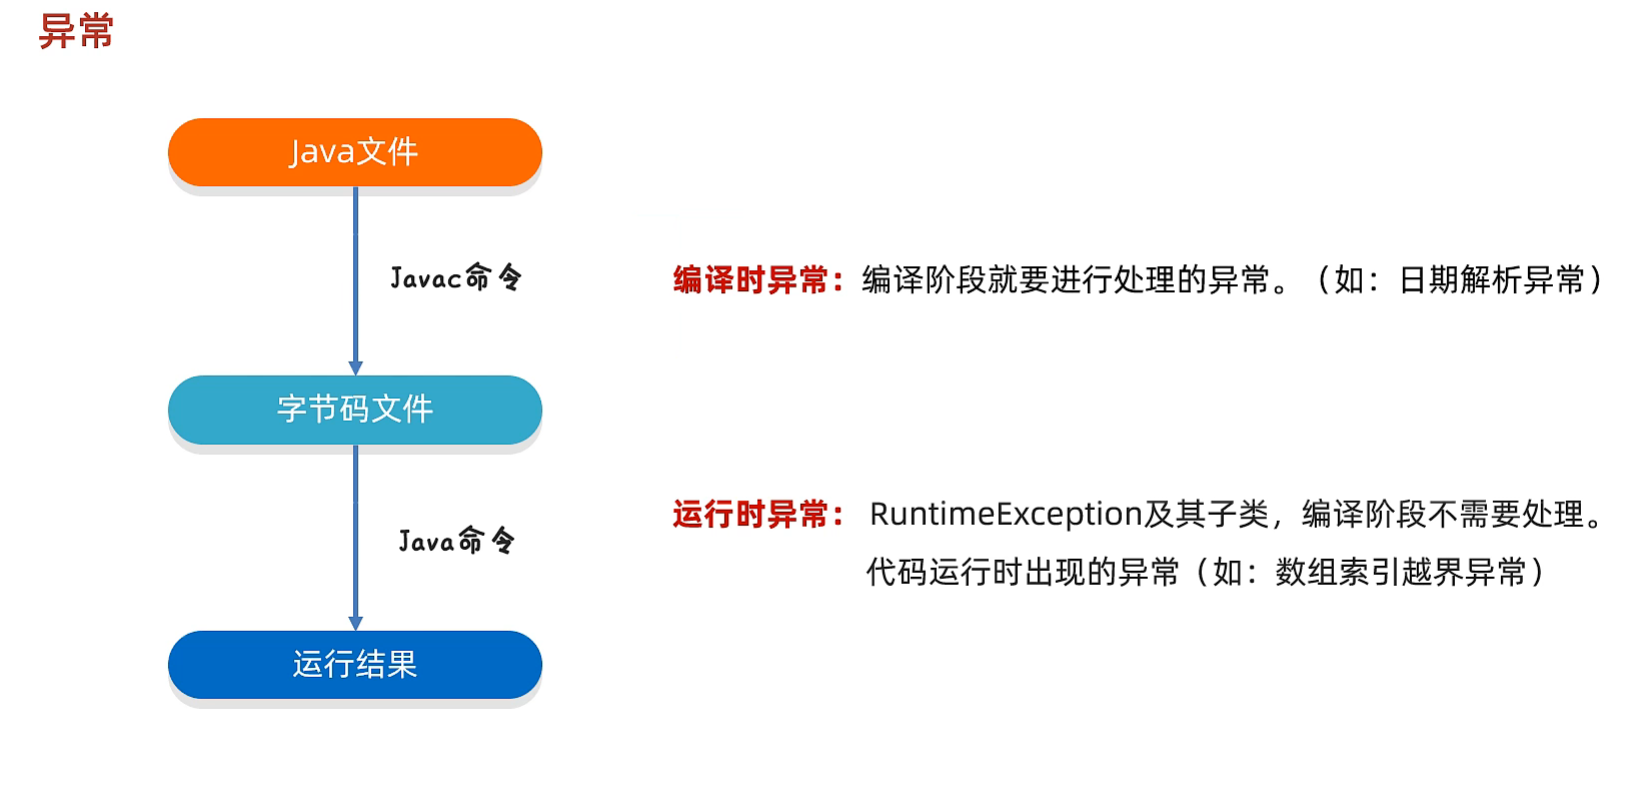 异常
Java文件
Javac命令
编译时异常：编译阶段就要进行处理的异常。（如：日期解析异常）
字节码文件
运行时异常： RuntimeException及其子类，编译阶段不需要处理。
Java命令
代码运行时出现的异常（如：数组索引越界异常）
运行结果